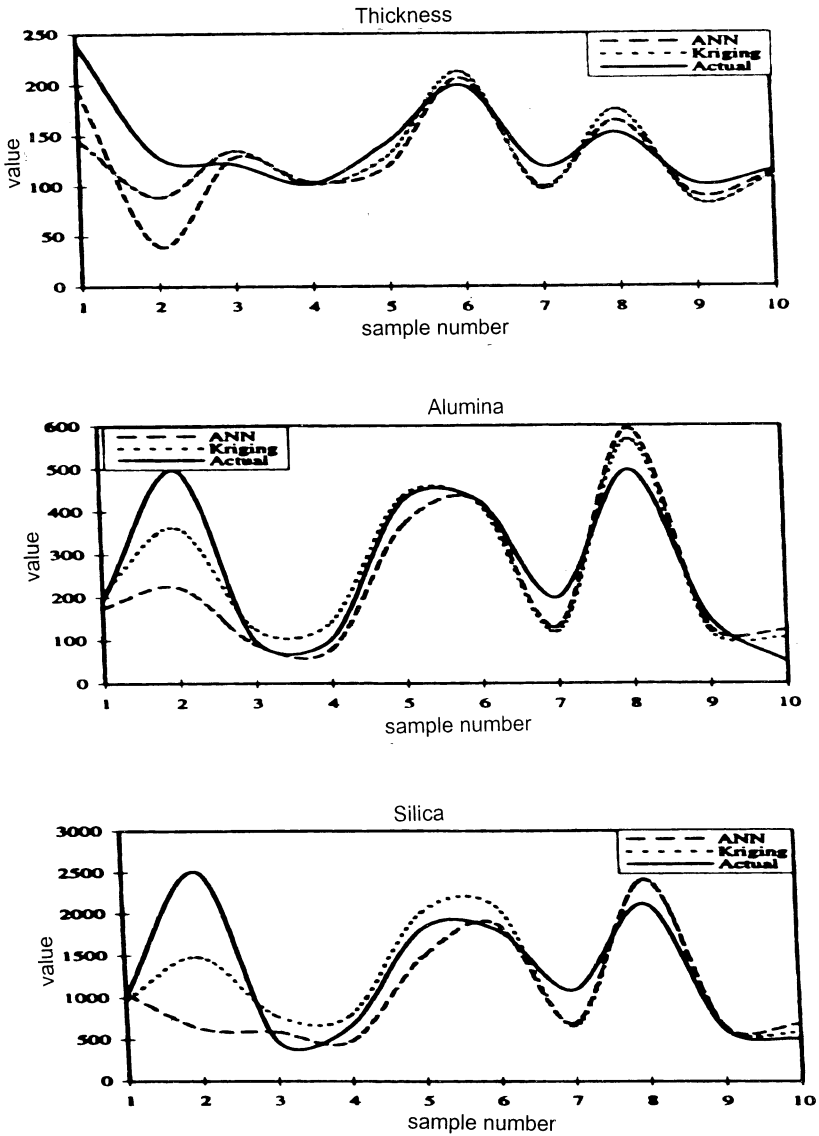 Thickness
250
200
150
100
50
0
value
ANN
Kriging
Actual
1 2 3 4 5 6 7 8 9 10
sample number
Alumina
600
500
400
300
200
100
0
value
ANN
Kriging
Actual
1 2 3 4 5 6 7 8 9 10
sample number
Silica
3000
2500
2000
1500
1000
500
0
value
ANN
Kriging
Actual
1 2 3 4 5 6 7 8 9 10
sample number